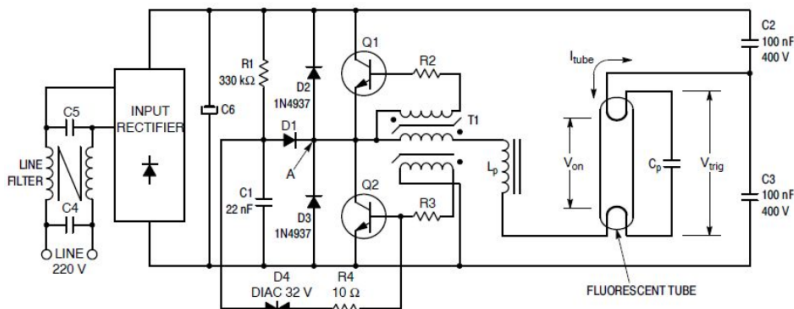 C5
LINE
FILTER
C4
LINE
220 V
INPUT
RECTIFIER
C6
R1
330 kΩ
D1
C1
22 nF
D2
1N4937
A
D3
1N4937
D4
DIAC 32 V
R4
10 Ω
Q1
R2
T1
Q2
R3
Lp
Itube
Von
Cp
Vtrig
FLUORESCENT TUBE
C2
100 nF
400 V
C3
100 nF
400 V